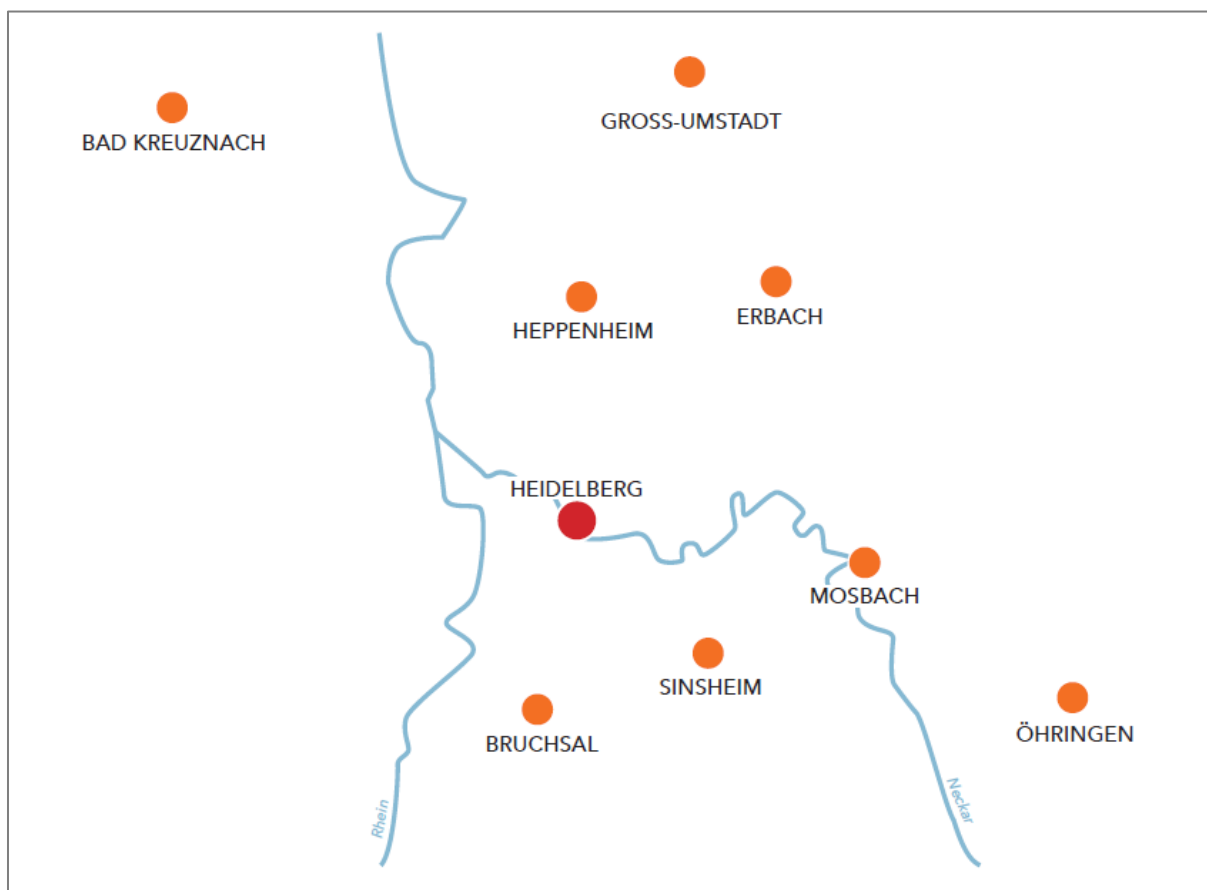 GROSS-UMSTADT
BAD KREUZNACH
ERBACH
HEPPENHEIM
HEIDELBERG
MOSBACH
SINSHEIM
ÖHRINGEN
BRUCHSAL
Rhein
Neckar